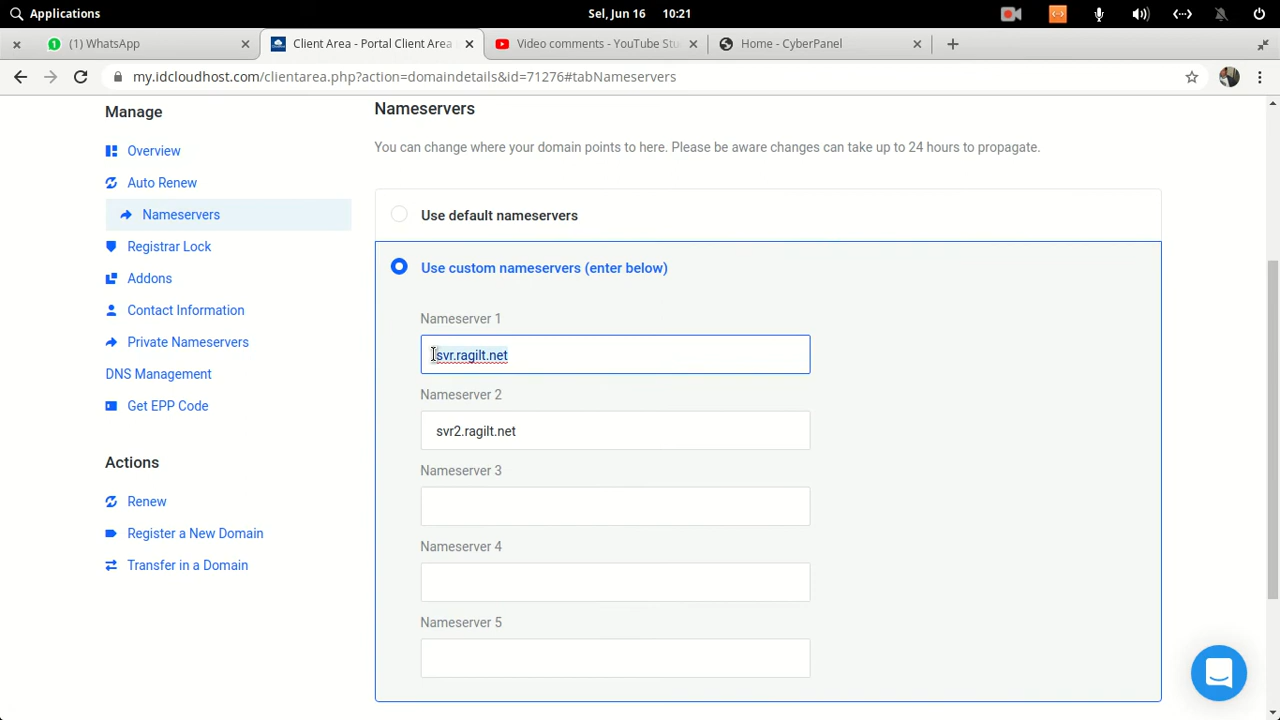 Applications
Sel, Jun 16 10:21
(1) WhatsApp
Client Area - Portal Client Area
Video comments - YouTube Stu
Home - CyberPanel
my.idcloudhost.com/clientarea.php?action=domaindetails&id=71276#tabNameservers
Manage
Overview
Auto Renew
Nameservers
Registrar Lock
Addons
Contact Information
Private Nameservers
DNS Management
Get EPP Code
Actions
Renew
Register a New Domain
Transfer in a Domain
Nameservers
You can change where your domain points to here. Please be aware changes can take up to 24 hours to propagate.
Use default nameservers
Use custom nameservers (enter below)
Nameserver 1
svr.ragilt.net
Nameserver 2
svr2.ragilt.net
Nameserver 3
Nameserver 4
Nameserver 5